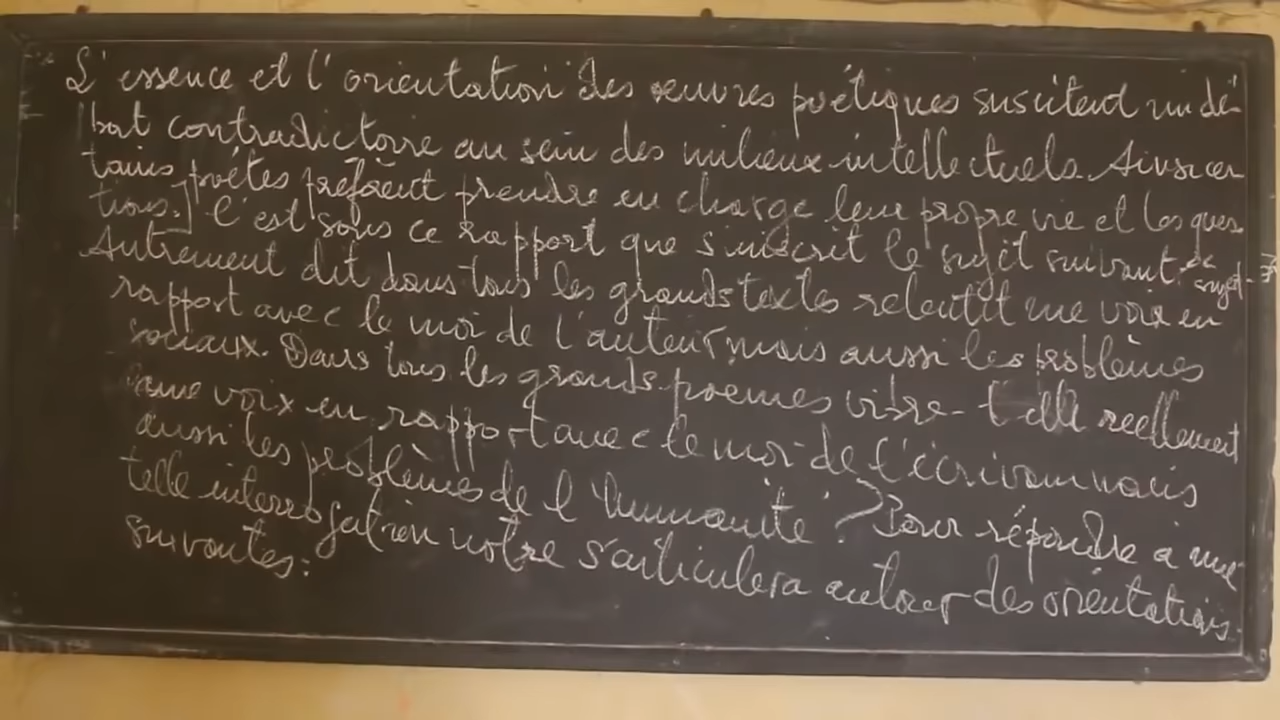 L'essence et l'orientation des œuvres poétiques suscitent un dé-
bat contradictoire au sein des milieux intellectuels. Ainsi cer
tains poètes préfèrent prendre en charge leur propre vie et les ques
tions.] C'est sous ce rapport que s'inscrit le sujet suivant:
Autrement dit dans tous les grands textes retentit une voix en
rapport avec le moi de l'auteur mais aussi les problèmes
sociaux. Dans tous les grands poèmes vibre-t'elle reellement
une voix en rapport avec le moi de l'écrivain mais
aussi les problèmes de l'humanité? Pour répondre à une
telle interrogation notre s'articulera autour des orientations
suivantes: